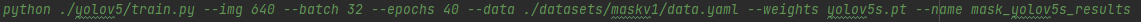 python ./yolov5/train.py --img 640 --batch 32 --epochs 40 --data ./datasets/maskv1/data.yaml --weights yolov5s.pt --name mask_yolov5s_results